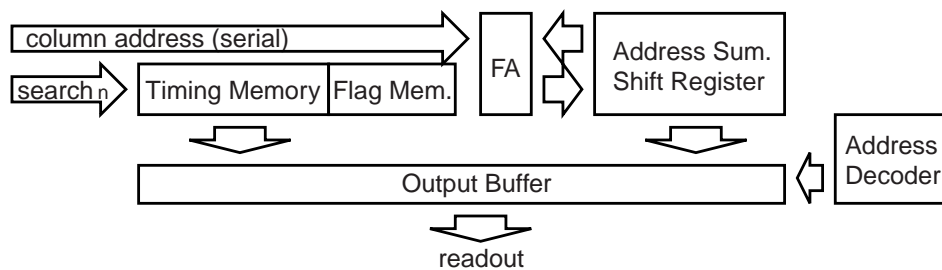 column address (serial)
FA
Address Sum.
Shift Register
search n
Timing Memory
Flag Mem.
Address
Decoder
Output Buffer
readout